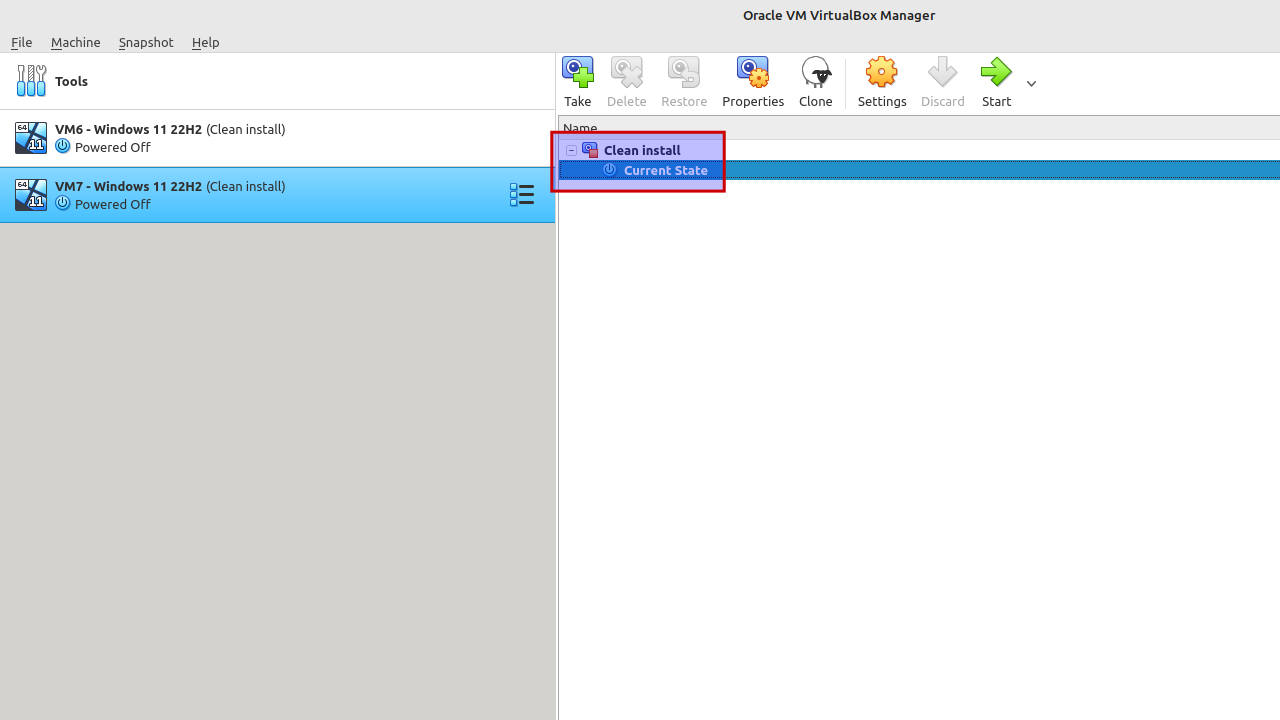 Oracle VM VirtualBox Manager
File Machine Snapshot Help
Tools
Take Delete Restore Properties Clone Settings Discard Start
Name
64 11 VM6 - Windows 11 22H2 (Clean install)
Powered Off
Clean install
Current State
64 11 VM7 - Windows 11 22H2 (Clean install)
Powered Off